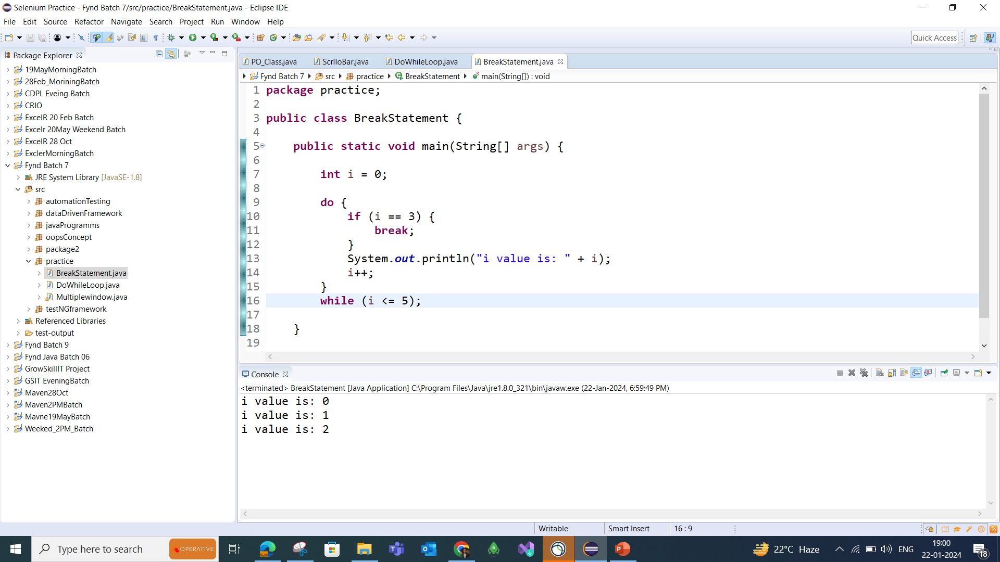 Selenium Practice - Fynd Batch 7/src/practice/BreakStatement.java - Eclipse IDE
File Edit Source Refactor Navigate Search Project Run Window Help
Quick Access
Package Explorer
19MayMorningBatch
28Feb_MoriningBatch
CDPL Eveing Batch
CRIO
ExcelR 20 Feb Batch
Excelr 20May Weekend Batch
ExcelR 28 Oct
ExclerMorningBatch
Fynd Batch 7
JRE System Library [JavaSE-1.8]
src
automationTesting
dataDrivenFramework
javaProgramms
oopsConcept
package2
practice
BreakStatement.java
DoWhileLoop.java
Multiplewindow.java
testNGframework
Referenced Libraries
test-output
Fynd Batch 9
Fynd Java Batch 06
GrowSkillIT Project
GSIT EveningBatch
Maven28Oct
Maven2PMBatch
Mavne19MayBatch
Weeked_2PM_Batch
PO_Class.java ScrlloBar.java DoWhileLoop.java BreakStatement.java
Fynd Batch 7 src practice BreakStatement main(String[]) : void
1 package practice;
2
3 public class BreakStatement {
4
5 public static void main(String[] args) {
6
7 int i = 0;
8
9 do {
10 if (i == 3) {
11 break;
12 }
13 System.out.println("i value is: " + i);
14 i++;
15 }
16 while (i <= 5);
17
18 }
19
Console
<terminated> BreakStatement [Java Application] C:\Program Files\Java\jre1.8.0_321\bin\javaw.exe (22-Jan-2024, 6:59:49 PM)
i value is: 0
i value is: 1
i value is: 2
Writable Smart Insert 16 : 9
Type here to search
OPERATIVE
22°C Haze
ENG
19:00
22-01-2024
18